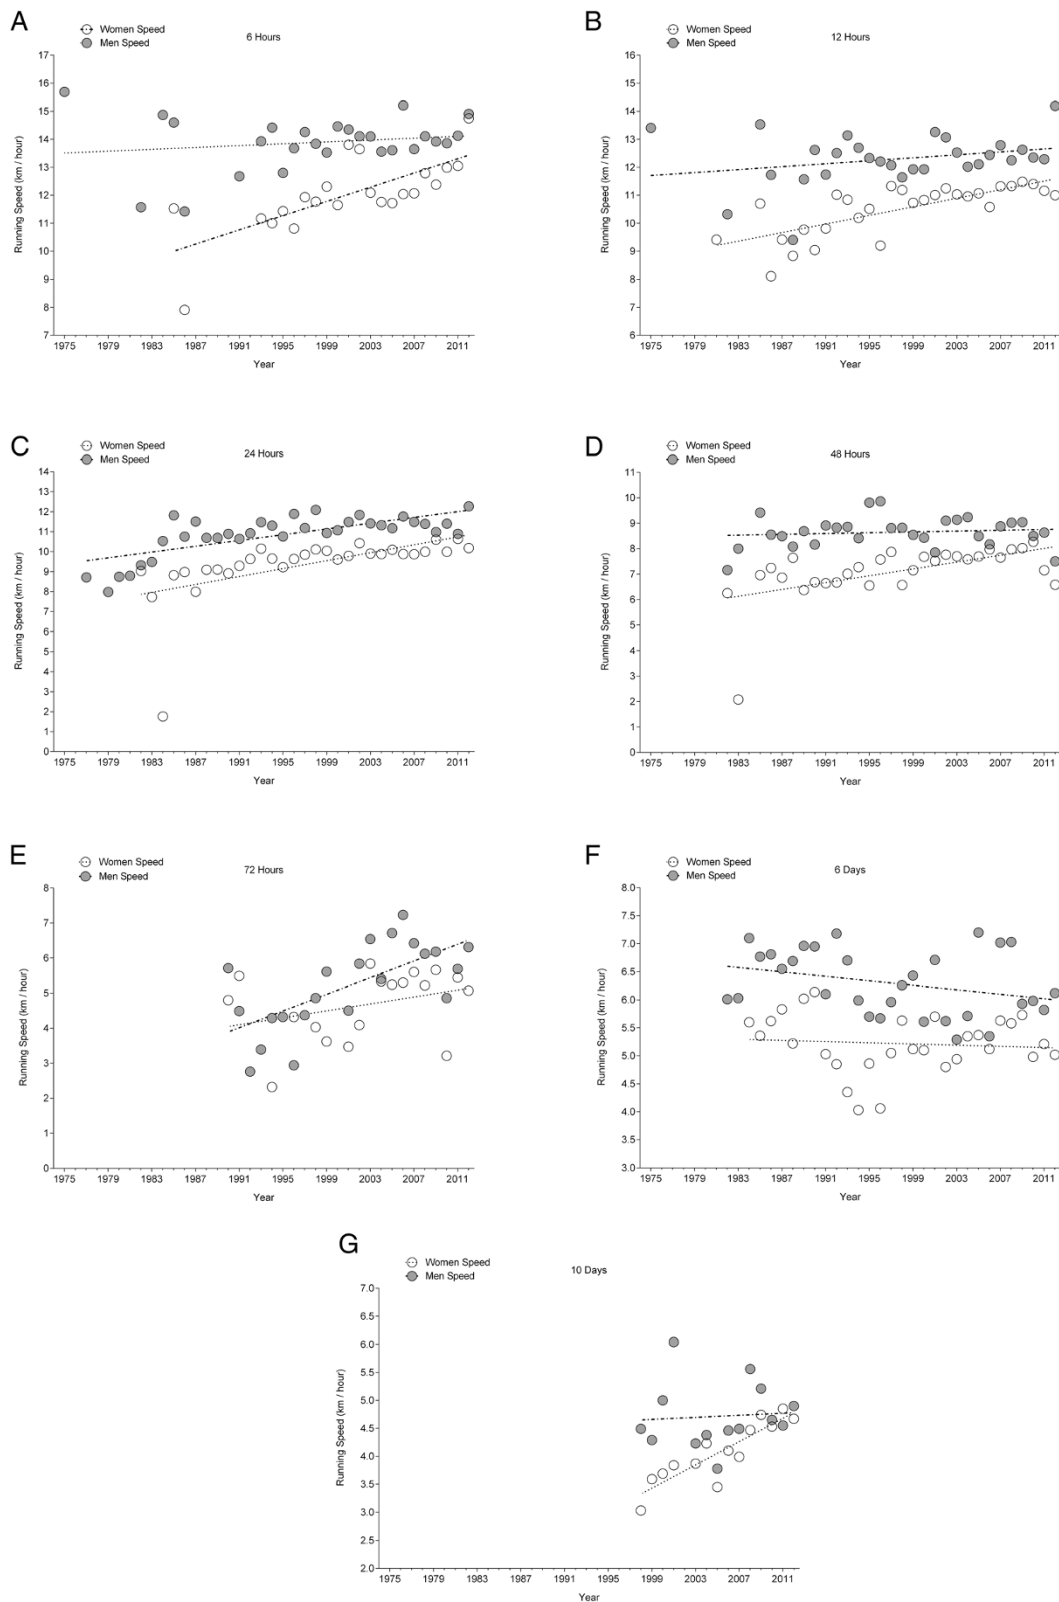 A
Women Speed
Men Speed
6 Hours
17
16
15
14
13
12
11
10
9
8
7
Running Speed (km / hour)
1975 1979 1983 1987 1991 1995 1999 2003 2007 2011
Year
B
Women Speed
Men Speed
12 Hours
16
15
14
13
12
11
10
9
8
7
6
Running Speed (km / hour)
1975 1979 1983 1987 1991 1995 1999 2003 2007 2011
Year
C
Women Speed
Men Speed
24 Hours
14
13
12
11
10
9
8
7
6
5
4
3
2
1
0
Running Speed (km / hour)
1975 1979 1983 1987 1991 1995 1999 2003 2007 2011
Year
D
Women Speed
Men Speed
48 Hours
11
10
9
8
7
6
5
4
3
2
1
0
Running Speed (km / hour)
1975 1979 1983 1987 1991 1995 1999 2003 2007 2011
Year
E
Women Speed
Men Speed
72 Hours
8
7
6
5
4
3
2
1
0
Running Speed (km / hour)
1975 1979 1983 1987 1991 1995 1999 2003 2007 2011
Year
F
Women Speed
Men Speed
6 Days
8.0
7.5
7.0
6.5
6.0
5.5
5.0
4.5
4.0
3.5
3.0
Running Speed (km / hour)
1975 1979 1983 1987 1991 1995 1999 2003 2007 2011
Year
G
Women Speed
Men Speed
10 Days
7.0
6.5
6.0
5.5
5.0
4.5
4.0
3.5
3.0
2.5
2.0
Running Speed (km / hour)
1975 1979 1983 1987 1991 1995 1999 2003 2007 2011
Year